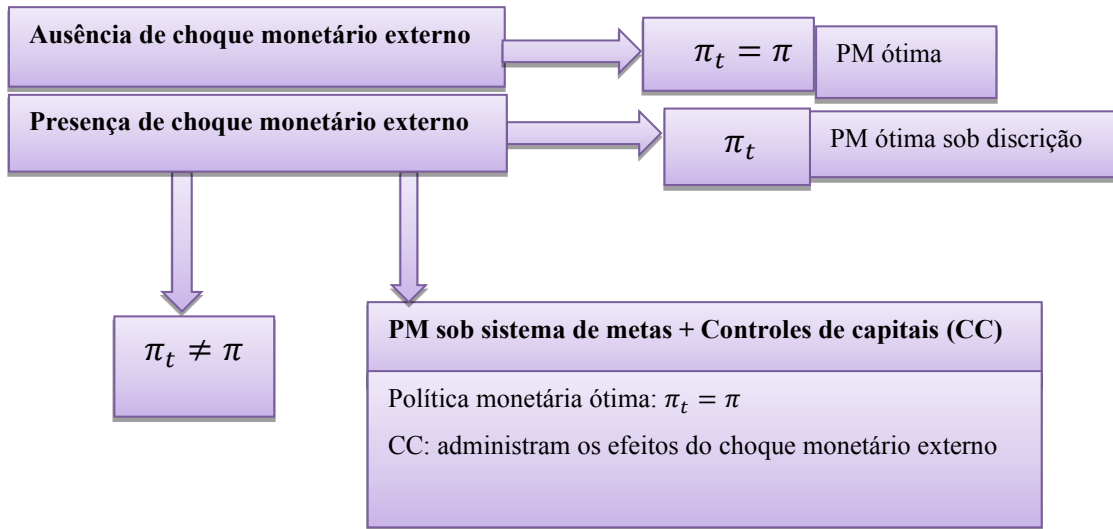 Ausência de choque monetário externo
π_t = π
PM ótima
Presença de choque monetário externo
π_t
PM ótima sob discrição
π_t ≠ π
PM sob sistema de metas + Controles de capitais (CC)
Política monetária ótima: π_t = π
CC: administram os efeitos do choque monetário externo